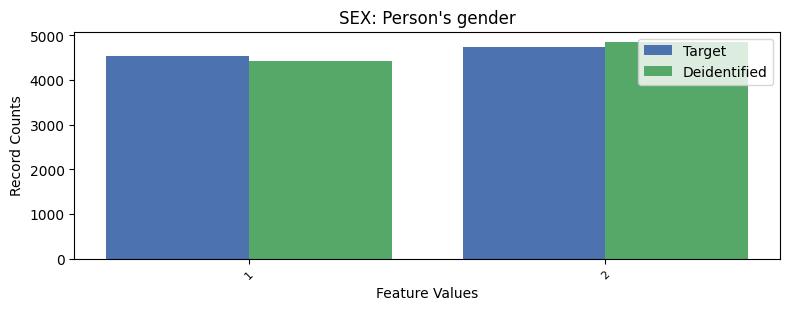 SEX: Person's gender
Target
Deidentified
Record Counts
5000
4000
3000
2000
1000
0
1
2
Feature Values